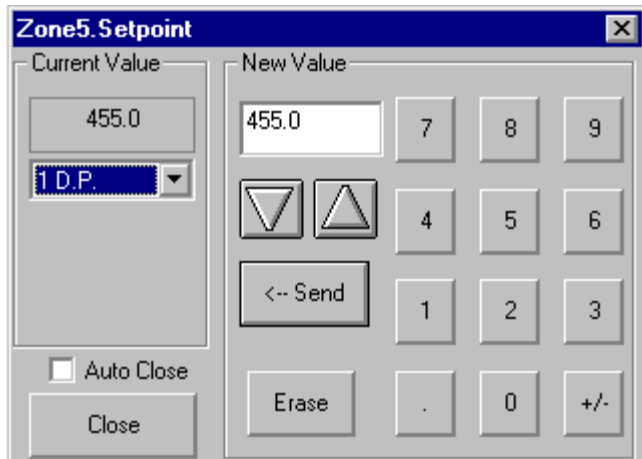 Zone5.Setpoint
Current Value
455.0
1 D.P.
Auto Close
Close
New Value
455.0
7 8 9
4 5 6
<-- Send
1 2 3
Erase
. 0 +/-